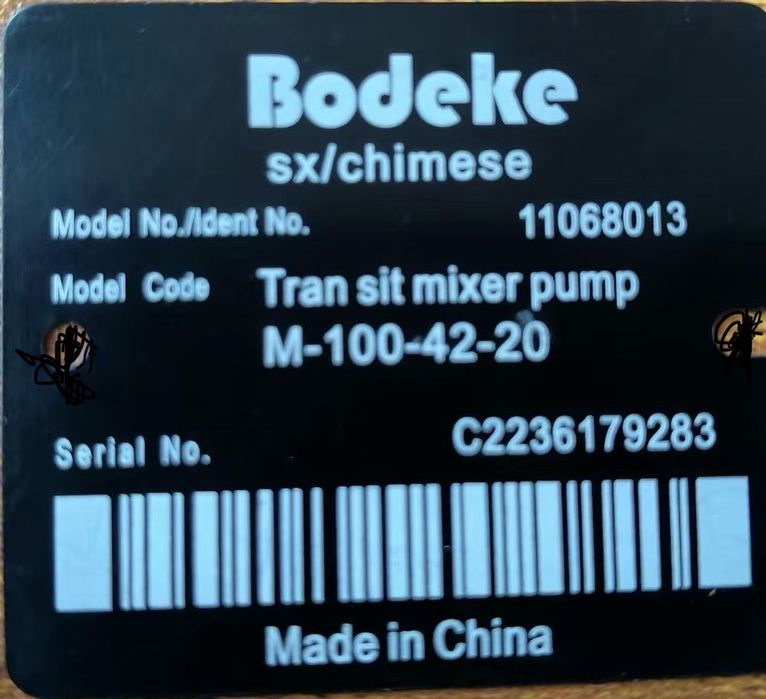 Bodeke
sx/chimese
Model No./Ident No. 11068013
Model Code Tran sit mixer pump
M-100-42-20
Serial No. C2236179283
Made in China